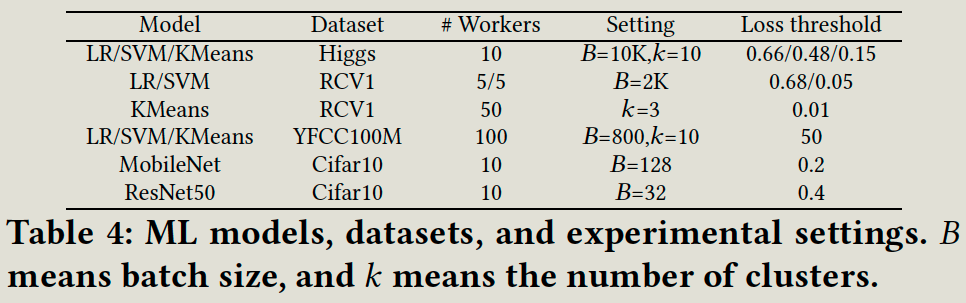 Model Dataset # Workers Setting Loss threshold
LR/SVM/KMeans Higgs 10 B=10K,k=10 0.66/0.48/0.15
LR/SVM RCV1 5/5 B=2K 0.68/0.05
KMeans RCV1 50 k=3 0.01
LR/SVM/KMeans YFCC100M 100 B=800,k=10 50
MobileNet Cifar10 10 B=128 0.2
ResNet50 Cifar10 10 B=32 0.4
Table 4: ML models, datasets, and experimental settings. B
means batch size, and k means the number of clusters.